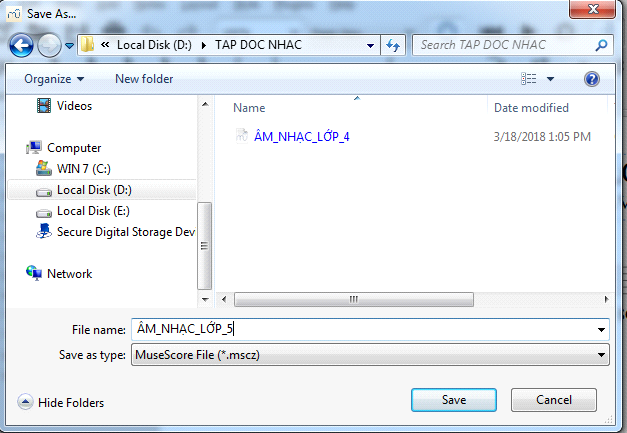 Save As...
« Local Disk (D:) ▸ TAP DOC NHAC
Search TAP DOC NHAC
Organize
New folder
Name
Date modified
Videos
ÂM_NHẠC_LỚP_4
3/18/2018 1:05 PM
Computer
WIN 7 (C:)
Local Disk (D:)
Local Disk (E:)
Secure Digital Storage Dev
Network
File name: ÂM_NHẠC_LỚP_5
Save as type: MuseScore File (*.mscz)
Hide Folders
Save
Cancel